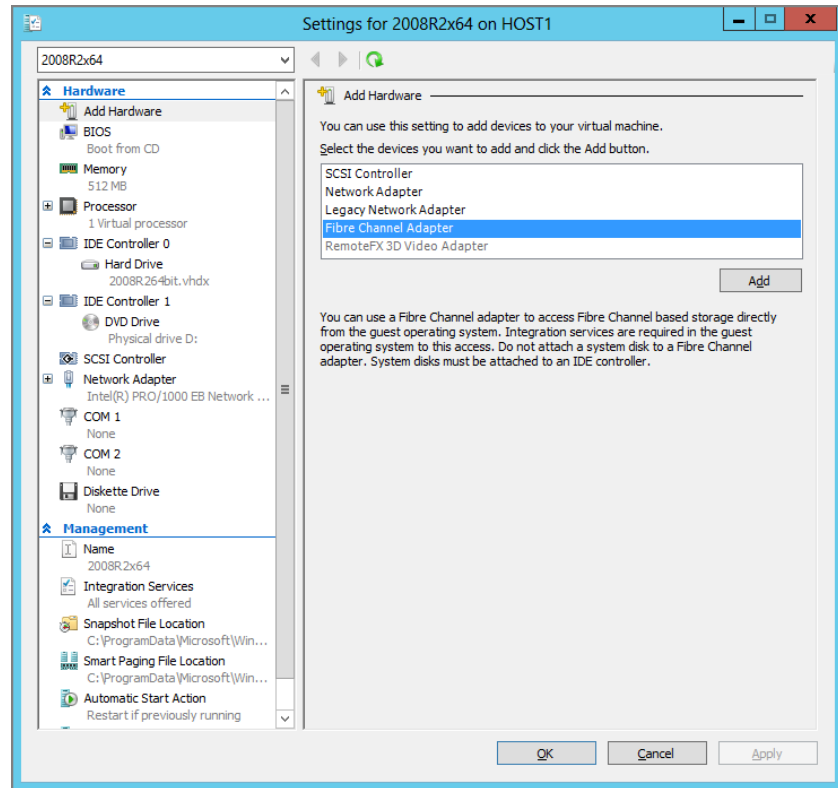 Settings for 2008R2x64 on HOST1
2008R2x64
Hardware
Add Hardware
BIOS
Boot from CD
Memory
512 MB
Processor
1 Virtual processor
IDE Controller 0
Hard Drive
2008R264bit.vhdx
IDE Controller 1
DVD Drive
Physical drive D:
SCSI Controller
Network Adapter
Intel(R) PRO/1000 EB Network ...
COM 1
None
COM 2
None
Diskette Drive
None
Management
Name
2008R2x64
Integration Services
All services offered
Snapshot File Location
C:\ProgramData\Microsoft\Win...
Smart Paging File Location
C:\ProgramData\Microsoft\Win...
Automatic Start Action
Restart if previously running
Add Hardware
You can use this setting to add devices to your virtual machine.
Select the devices you want to add and click the Add button.
SCSI Controller
Network Adapter
Legacy Network Adapter
Fibre Channel Adapter
RemoteFX 3D Video Adapter
Add
You can use a Fibre Channel adapter to access Fibre Channel based storage directly
from the guest operating system. Integration services are required in the guest
operating system to this access. Do not attach a system disk to a Fibre Channel
adapter. System disks must be attached to an IDE controller.
OK
Cancel
Apply